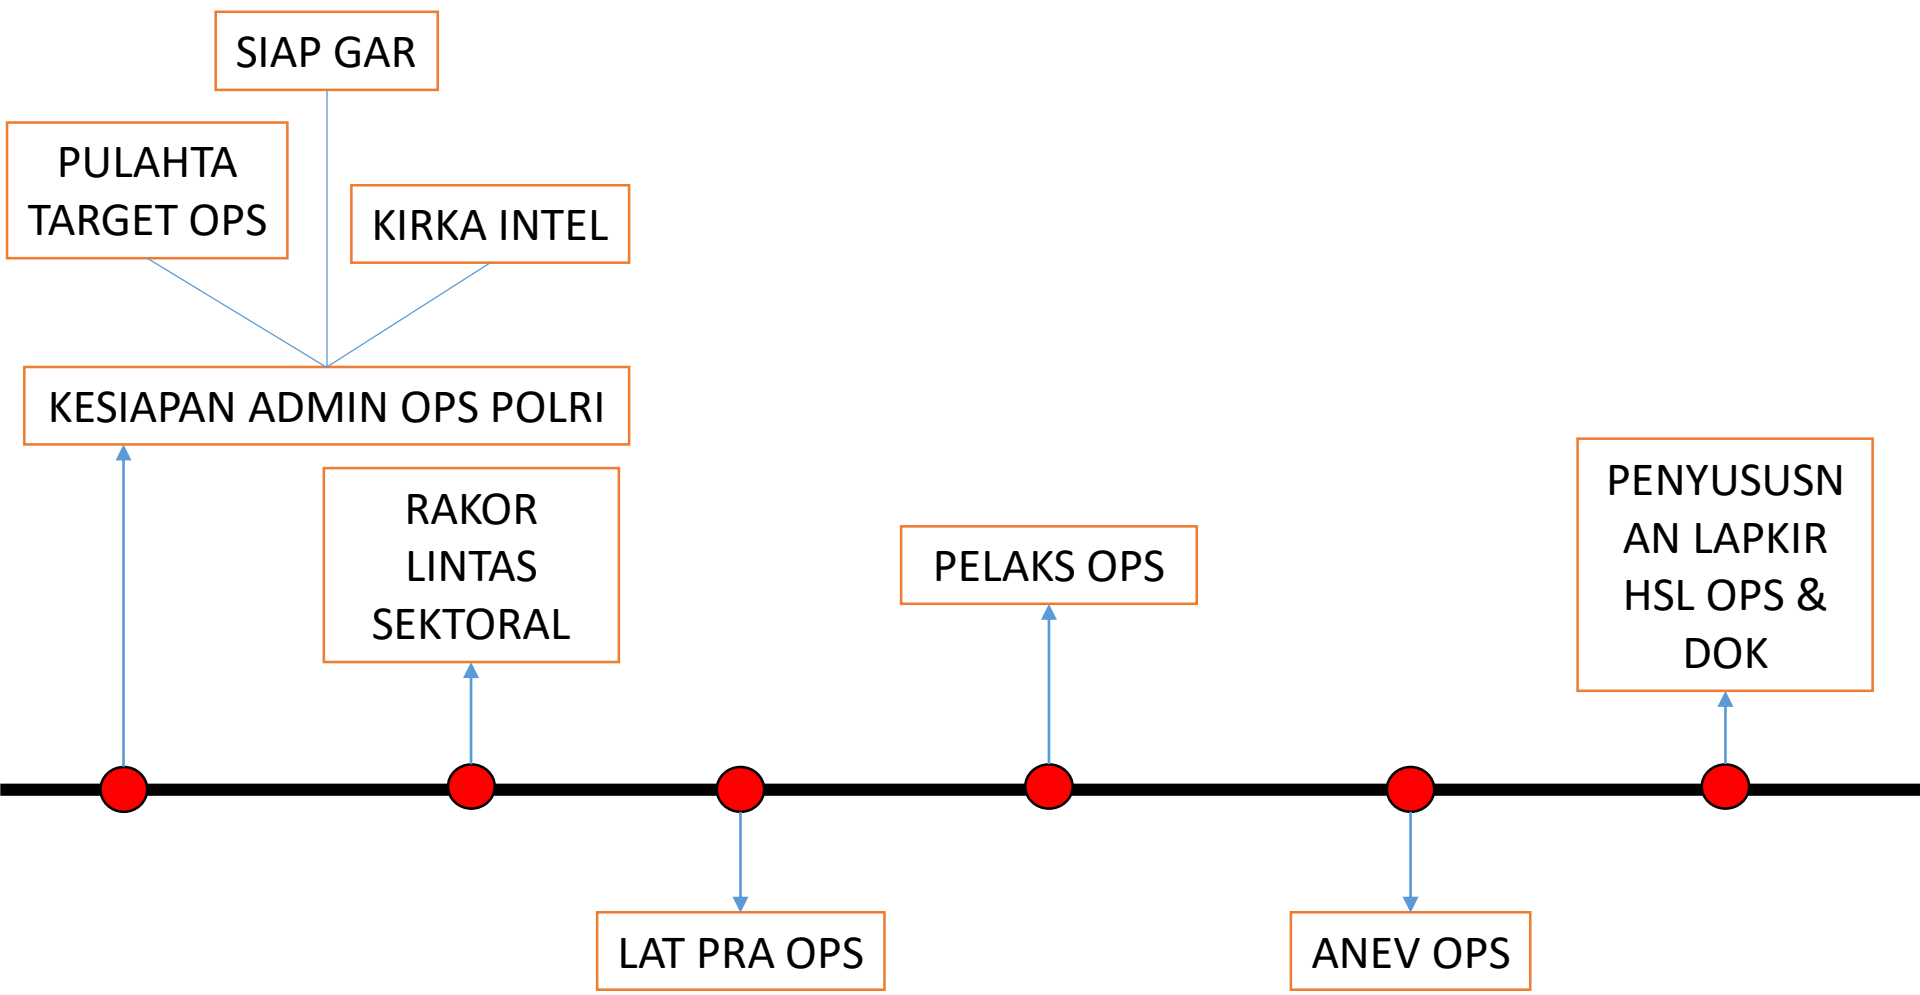 SIAP GAR
PULAHTA
TARGET OPS
KIRKA INTEL
KESIAPAN ADMIN OPS POLRI
RAKOR
LINTAS
SEKTORAL
LAT PRA OPS
PELAKS OPS
ANEV OPS
PENYUSUSN
AN LAPKIR
HSL OPS &
DOK